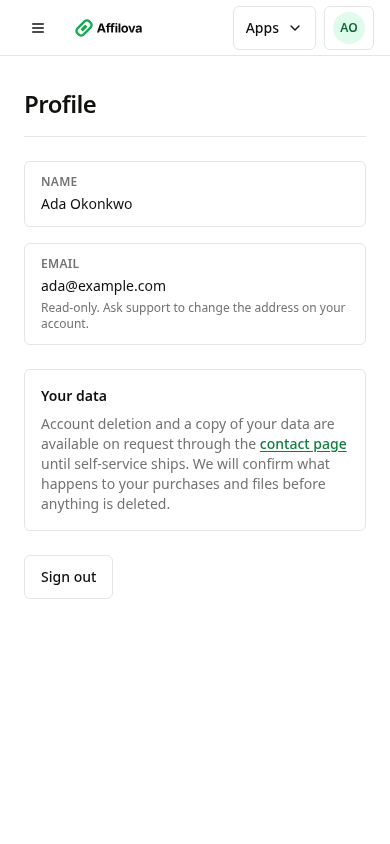 Affilova
Apps
AO
Profile
NAME
Ada Okonkwo
EMAIL
ada@example.com
Read-only. Ask support to change the address on your
account.
Your data
Account deletion and a copy of your data are
available on request through the contact page
until self-service ships. We will confirm what
happens to your purchases and files before
anything is deleted.
Sign out